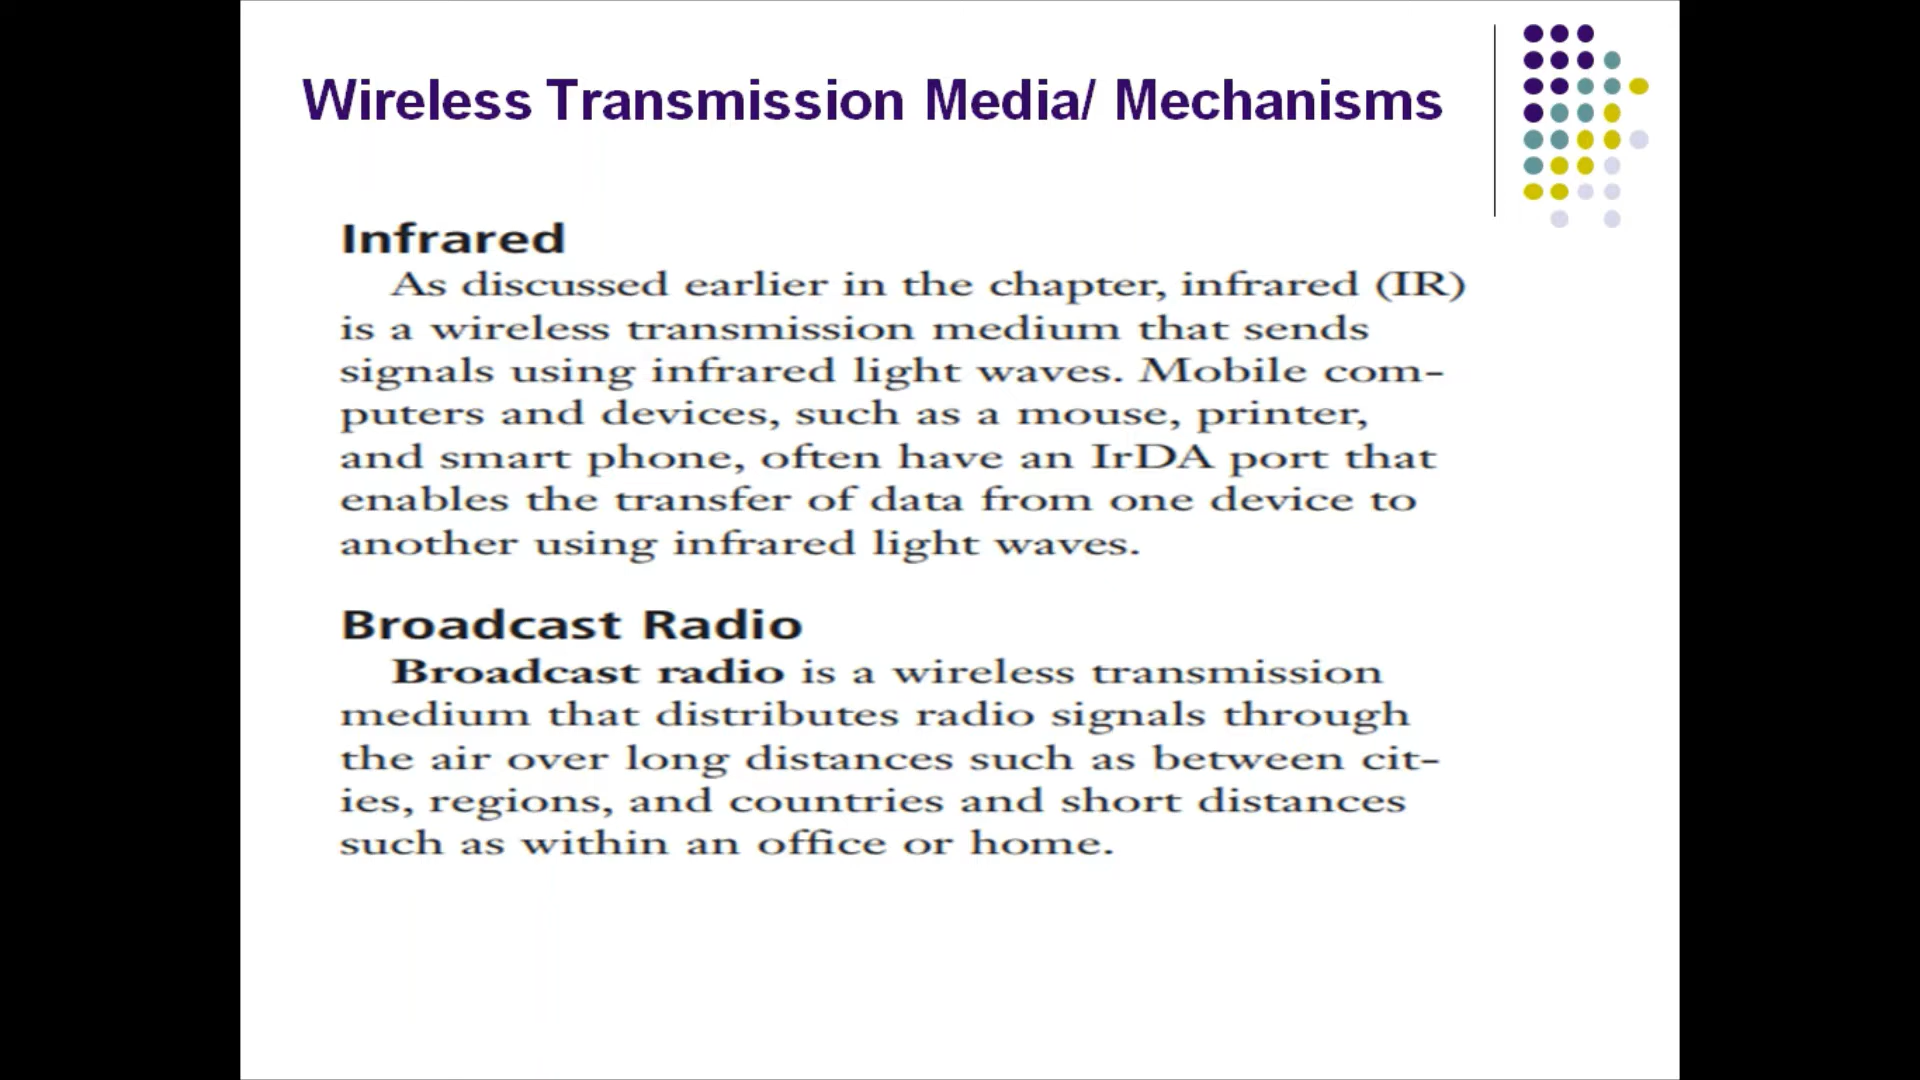 Wireless Transmission Media/ Mechanisms
Infrared
As discussed earlier in the chapter, infrared (IR)
is a wireless transmission medium that sends
signals using infrared light waves. Mobile com-
puters and devices, such as a mouse, printer,
and smart phone, often have an IrDA port that
enables the transfer of data from one device to
another using infrared light waves.
Broadcast Radio
Broadcast radio is a wireless transmission
medium that distributes radio signals through
the air over long distances such as between cit-
ies, regions, and countries and short distances
such as within an office or home.